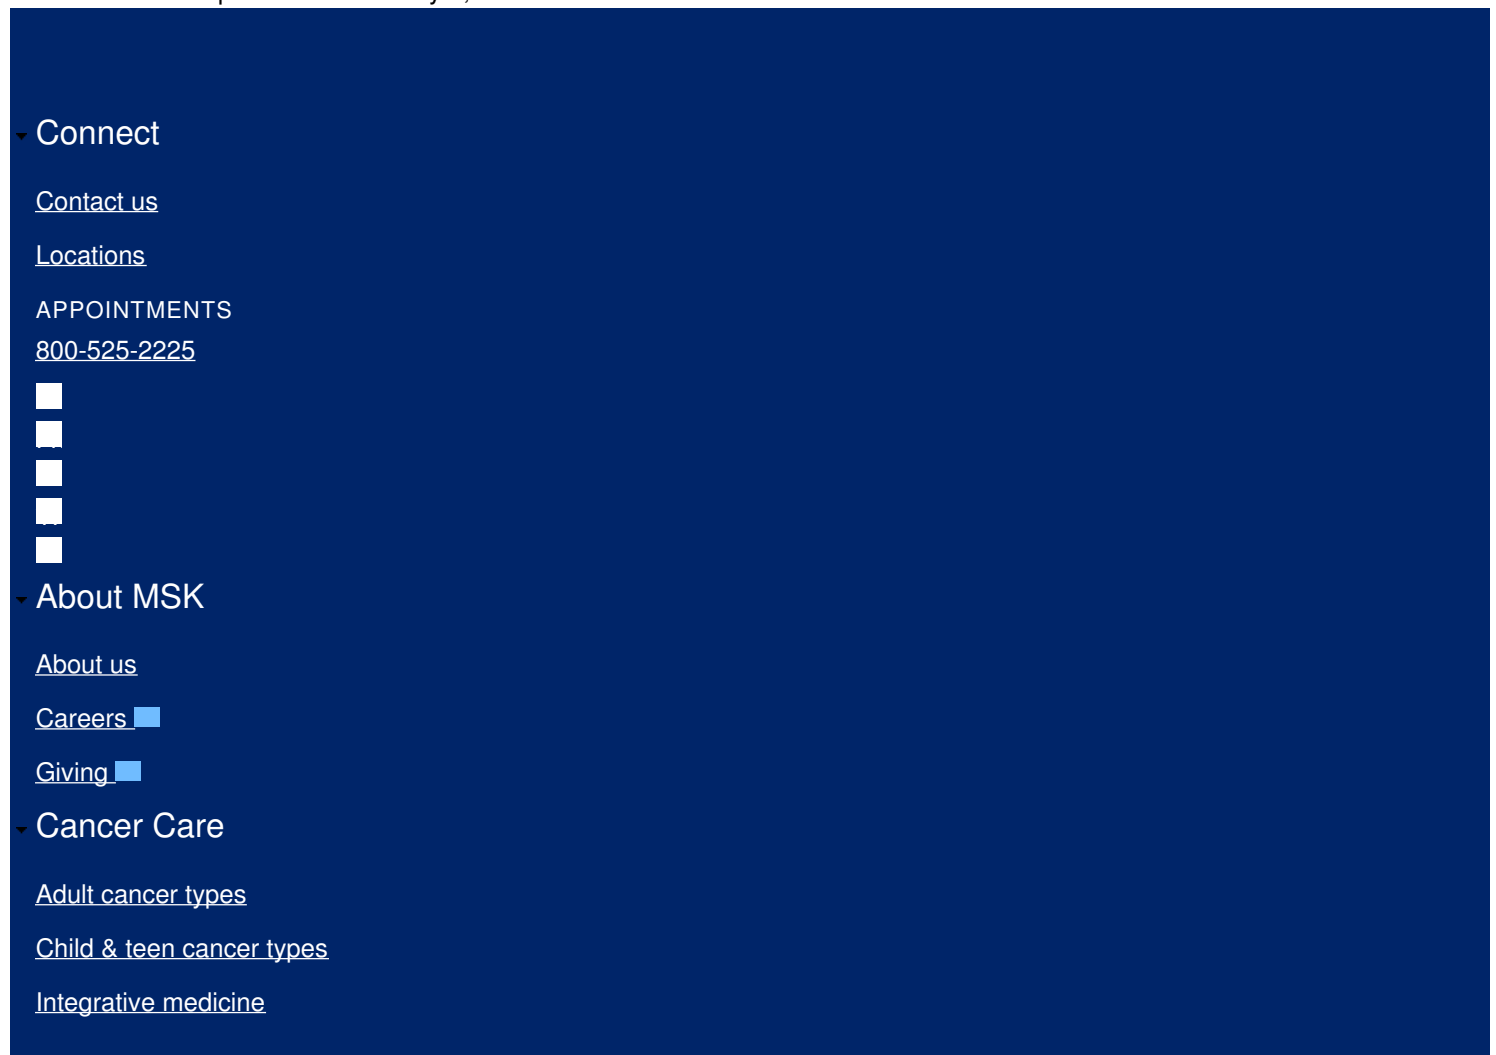 Connect
Contact us
Locations
APPOINTMENTS
800-525-2225
About MSK
About us
Careers
Giving
Cancer Care
Adult cancer types
Child & teen cancer types
Integrative medicine